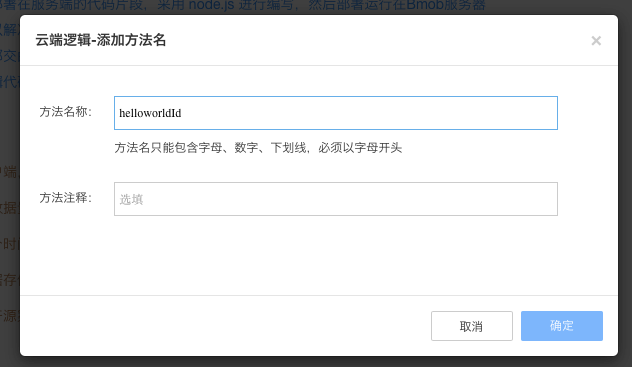 署在服务端的代码片段，采用 node.js 进行编写，然后部署运行在Bmob服务器
云端逻辑-添加方法名
×
方法名称：
helloworldId
方法名只能包含字母、数字、下划线，必须以字母开头
方法注释：
选填
取消
确定